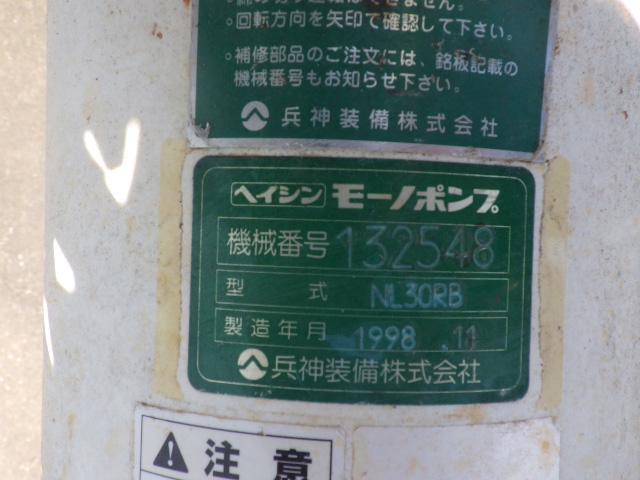 ・回転方向を矢印で確認して下さい。
・補修部品のご注文には、銘板記載の
機械番号もお知らせ下さい。
兵神装備株式会社
ヘイシン モーノポンプ
機械番号 132548
型式 NL30RB
製造年月 1998.11
兵神装備株式会社
注意